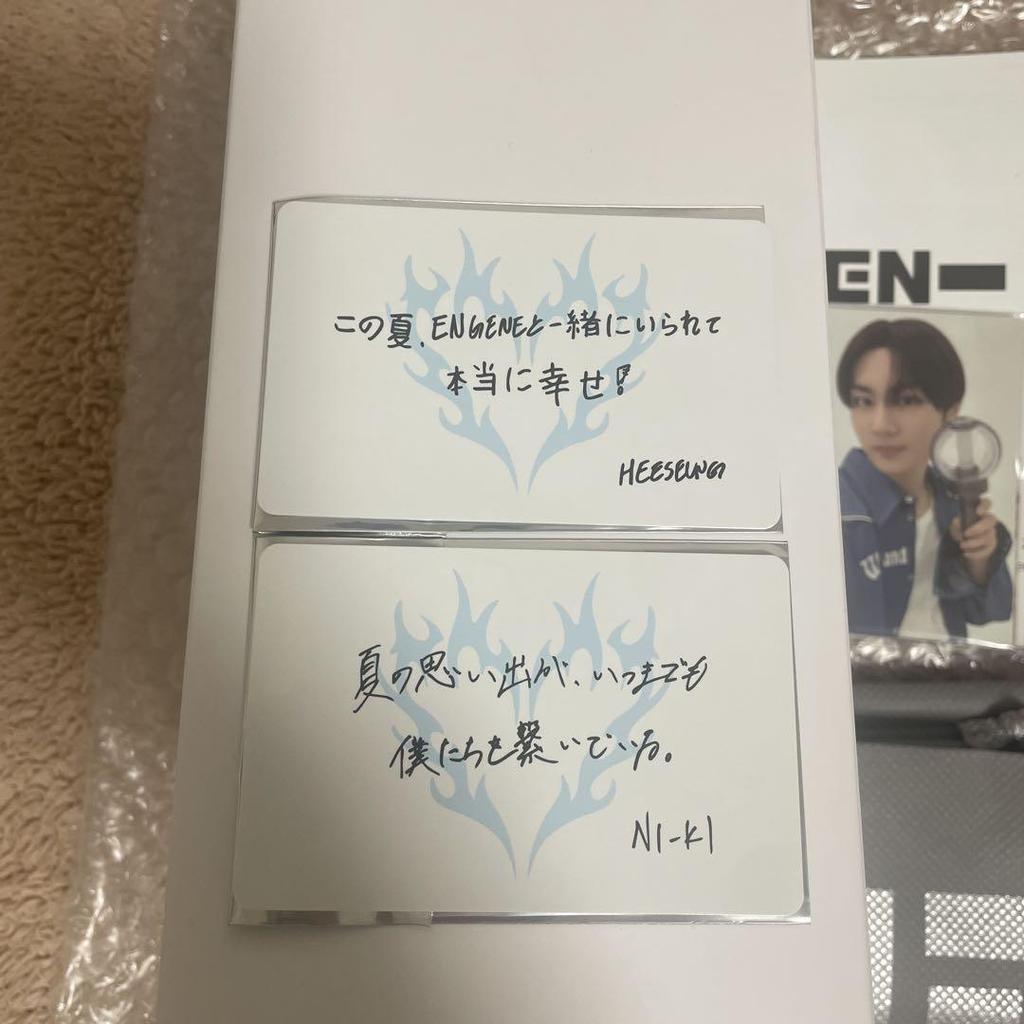 この夏、ENGENEと一緒にいられて
本当に幸せ!
HEESEUNG
夏の思い出が、いつまでも
僕たちを繋いでいる。
NI-KI
EN-